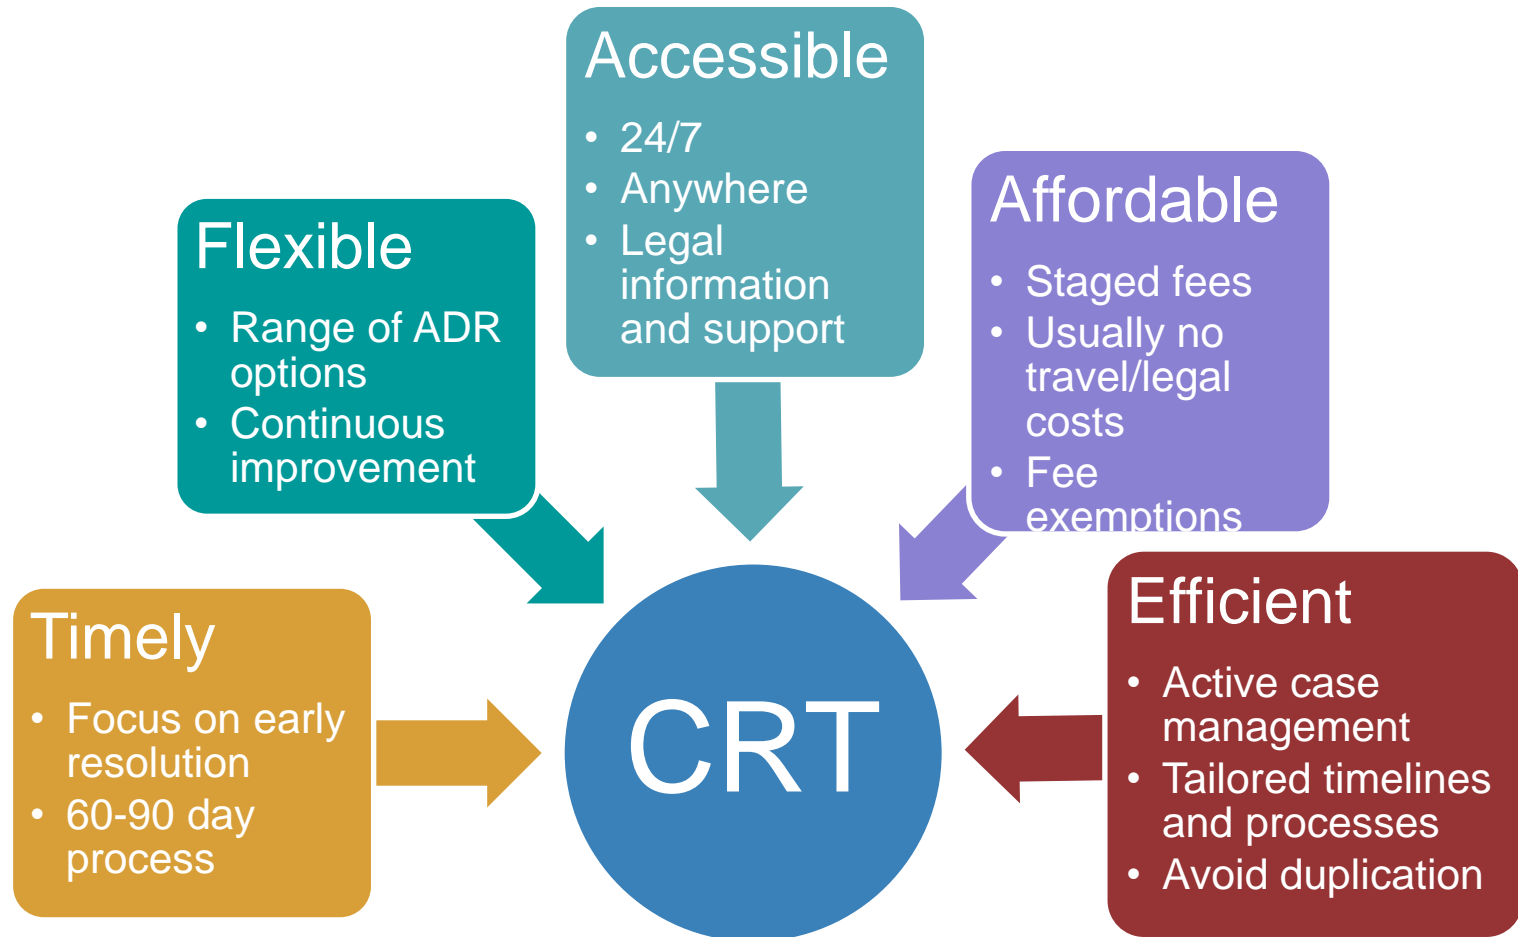 Accessible
• 24/7
• Anywhere
• Legal
information
and support
Flexible
• Range of ADR
options
• Continuous
improvement
Affordable
• Staged fees
• Usually no
travel/legal
costs
• Fee
exemptions
Timely
• Focus on early
resolution
• 60-90 day
process
CRT
Efficient
• Active case
management
• Tailored timelines
and processes
• Avoid duplication